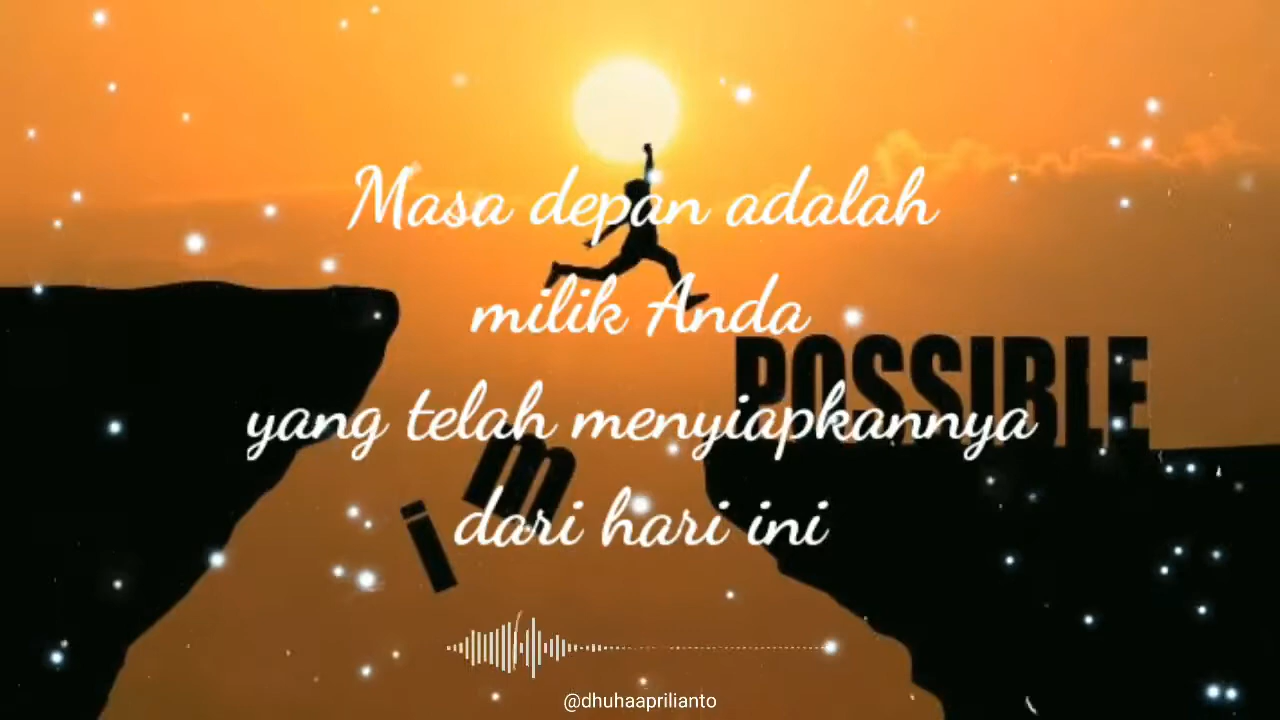 Masa depan adalah
milik Anda
POSSIBLE
yang telah menyiapkannya
im
dari hari ini
@dhuhaaprilianto